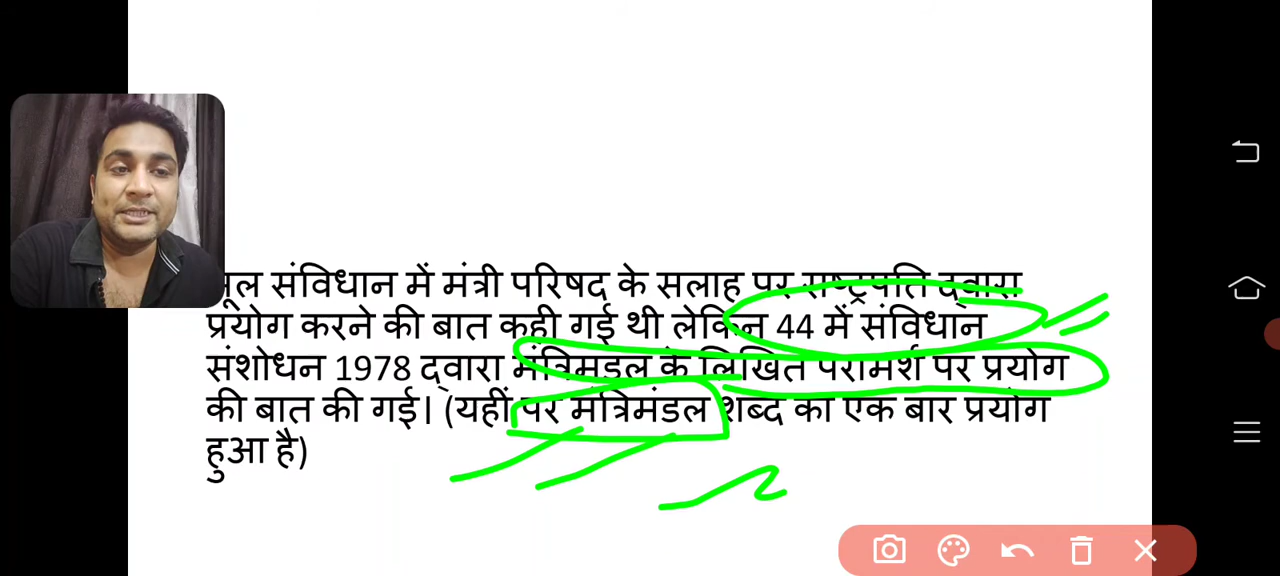 मूल संविधान में मंत्री परिषद के सलाह पर राष्ट्रपति द्वारा
प्रयोग करने की बात कही गई थी लेकिन 44 में संविधान
संशोधन 1978 द्वारा मंत्रिमंडल के लिखित परामर्श पर प्रयोग
की बात की गई। (यहीं पर मंत्रिमंडल शब्द का एक बार प्रयोग
हुआ है)